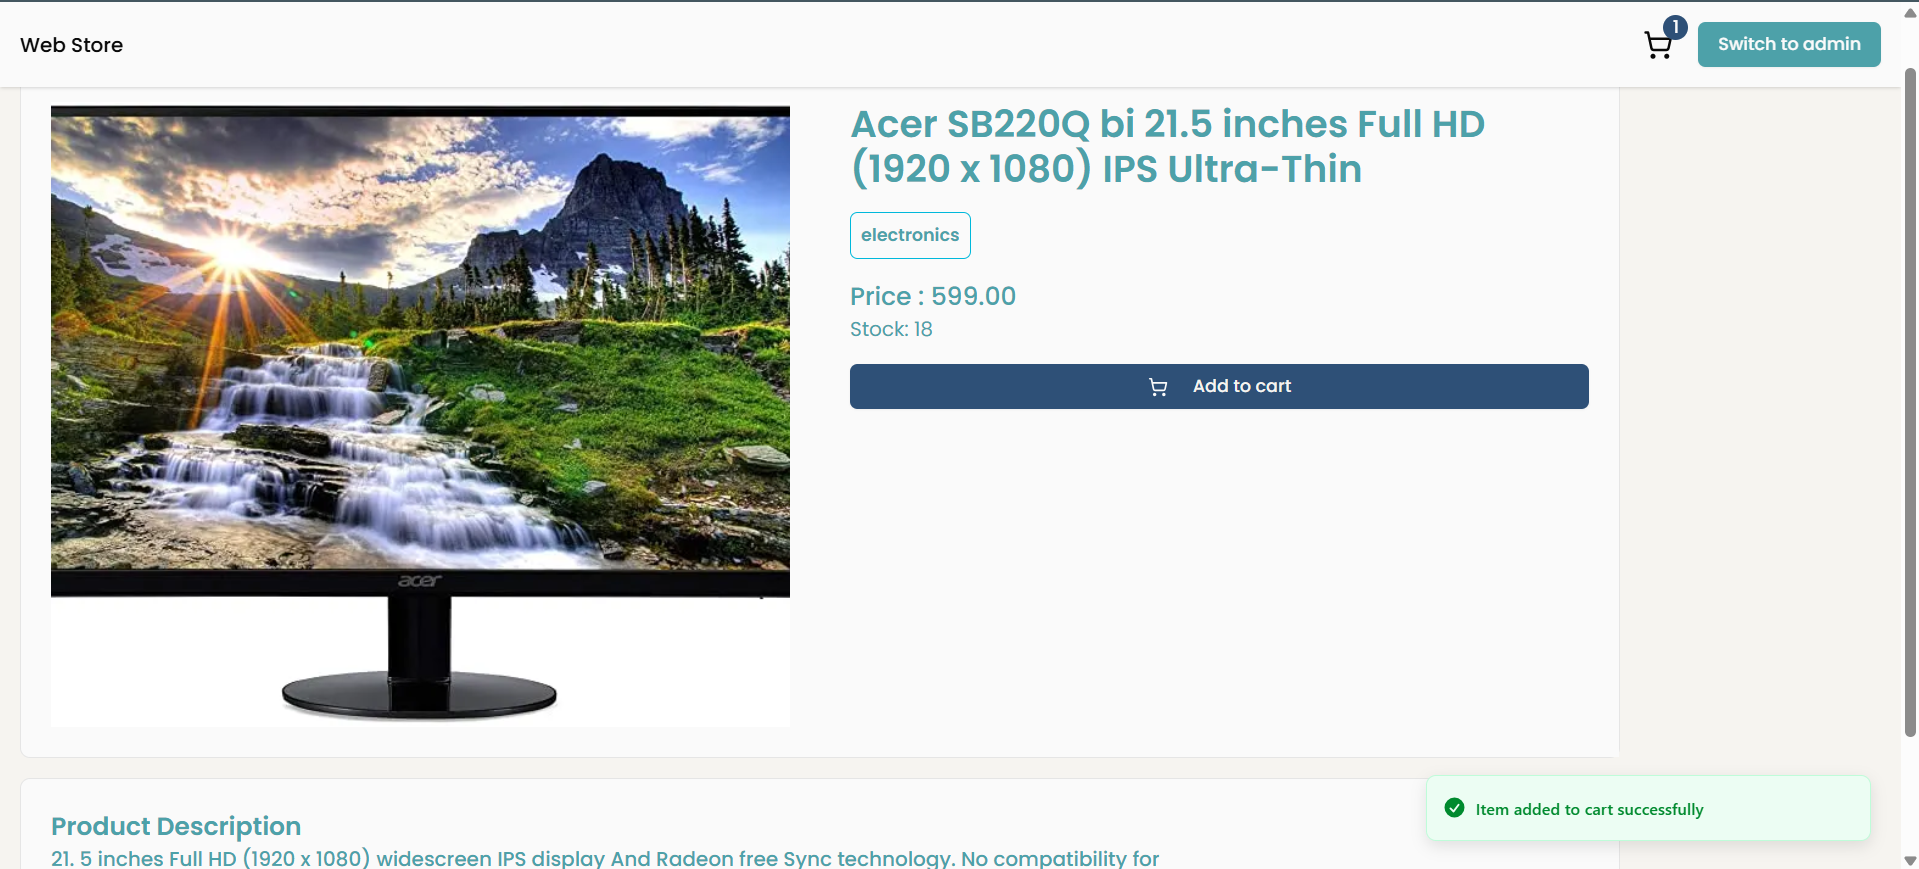 Web Store
1
Switch to admin
acer
Acer SB220Q bi 21.5 inches Full HD
(1920 x 1080) IPS Ultra-Thin
electronics
Price : 599.00
Stock: 18
Add to cart
Product Description
21. 5 inches Full HD (1920 x 1080) widescreen IPS display And Radeon free Sync technology. No compatibility for
Item added to cart successfully